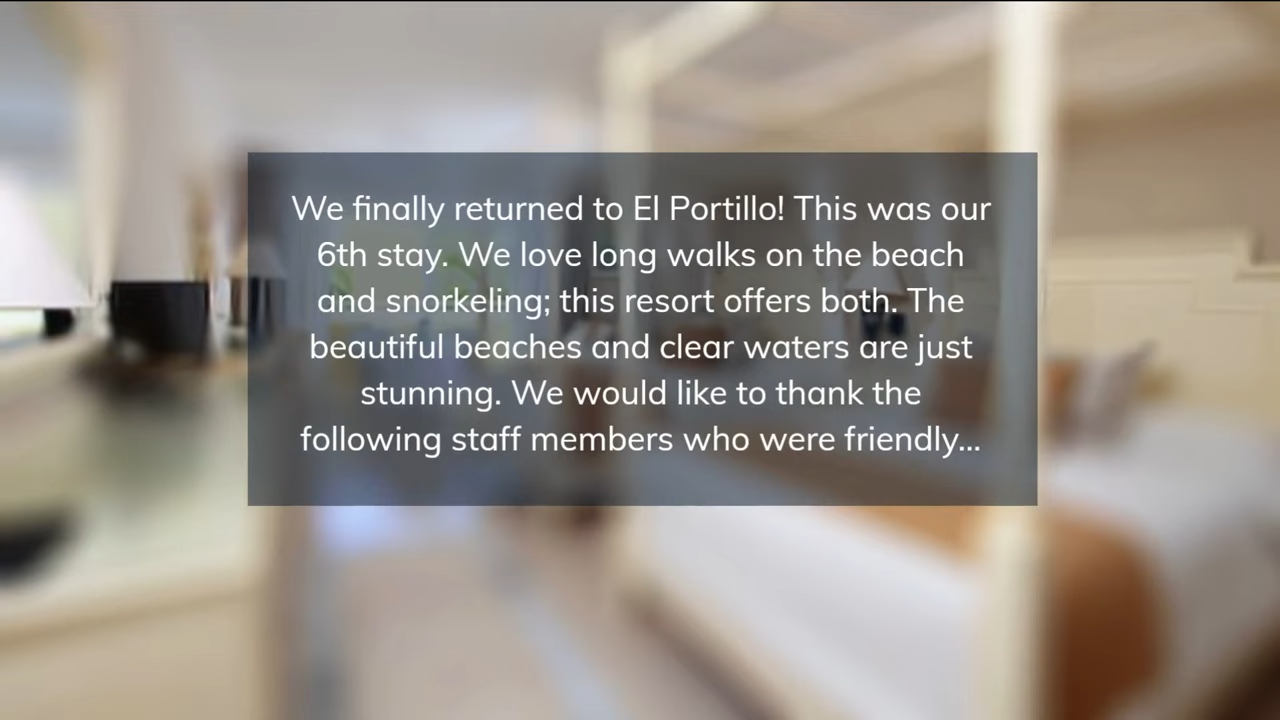 We finally returned to El Portillo! This was our
6th stay. We love long walks on the beach
and snorkeling; this resort offers both. The
beautiful beaches and clear waters are just
stunning. We would like to thank the
following staff members who were friendly...